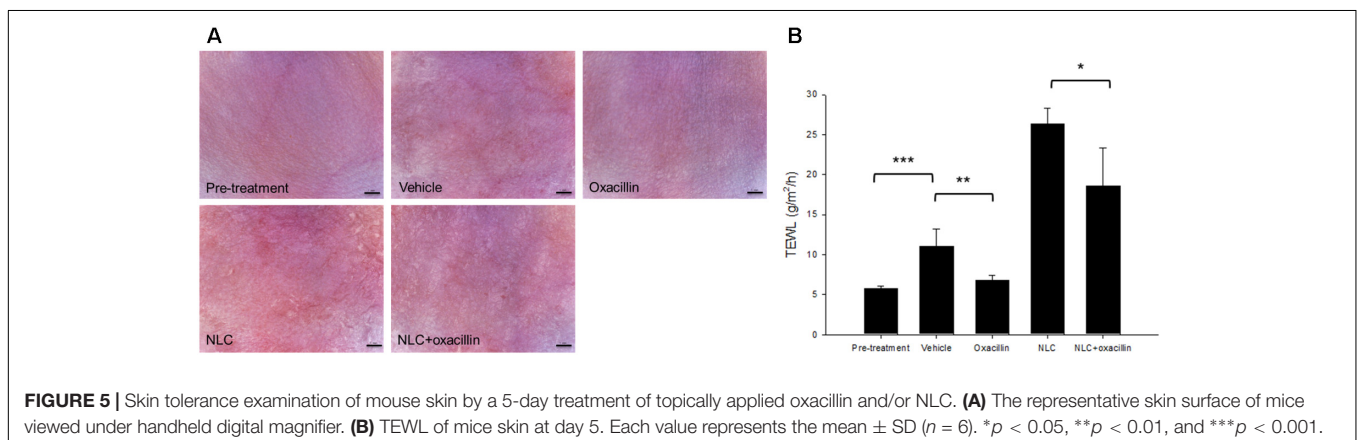 A
B
Pre-treatment
Vehicle
Oxacillin
NLC
NLC+oxacillin
TEWL (g/m²/h)
30
25
20
15
10
5
0
***
**
*
Pre-treatment Vehicle Oxacillin NLC NLC+oxacillin
FIGURE 5 | Skin tolerance examination of mouse skin by a 5-day treatment of topically applied oxacillin and/or NLC. (A) The representative skin surface of mice
viewed under handheld digital magnifier. (B) TEWL of mice skin at day 5. Each value represents the mean ± SD (n = 6). *p < 0.05, **p < 0.01, and ***p < 0.001.